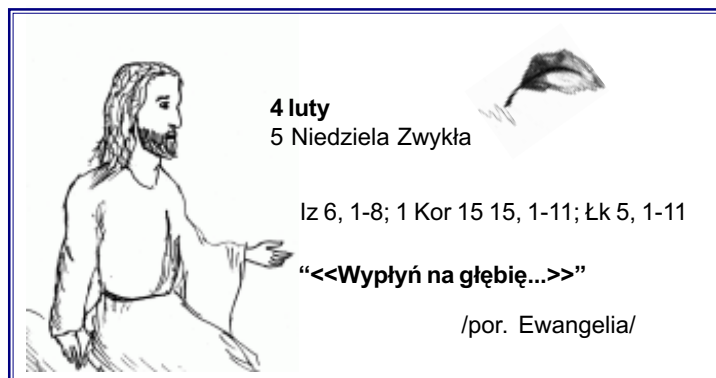 4 luty
5 Niedziela Zwykła
Iz 6, 1-8; 1 Kor 15 15, 1-11; Łk 5, 1-11
“<<Wypłyń na głębię...>>”
/por. Ewangelia/